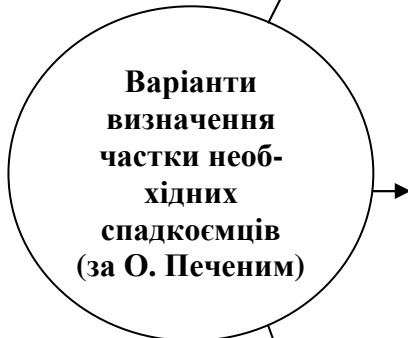 Варіанти
визначення
частки необ-
хідних
спадкоємців
(за О. Печеним)